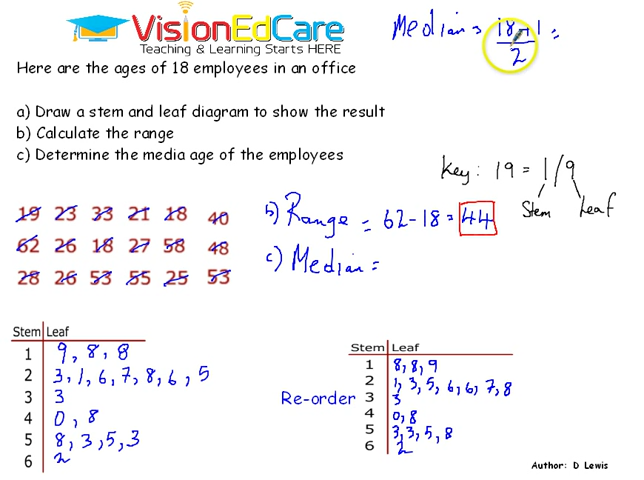 VisionEdCare
Teaching & Learning Starts HERE
Median = 18+1 =
2
Here are the ages of 18 employees in an office
a) Draw a stem and leaf diagram to show the result
b) Calculate the range
c) Determine the media age of the employees
Key: 19 = 1/9
Stem Leaf
19 23 33 21 18 40
62 26 18 27 58 48
28 26 53 55 25 53
b) Range = 62-18 = 44
c) Median =
Stem Leaf
1 9, 8, 8
2 3, 1, 6, 7, 8, 6, 5
3 3
4 0, 8
5 8, 3, 5, 3
6 2
Re-order
Stem Leaf
1 8, 8, 9
2 1, 3, 5, 6, 6, 7, 8
3 3
4 0, 8
5 3, 3, 5, 8
6 2
Author: D Lewis